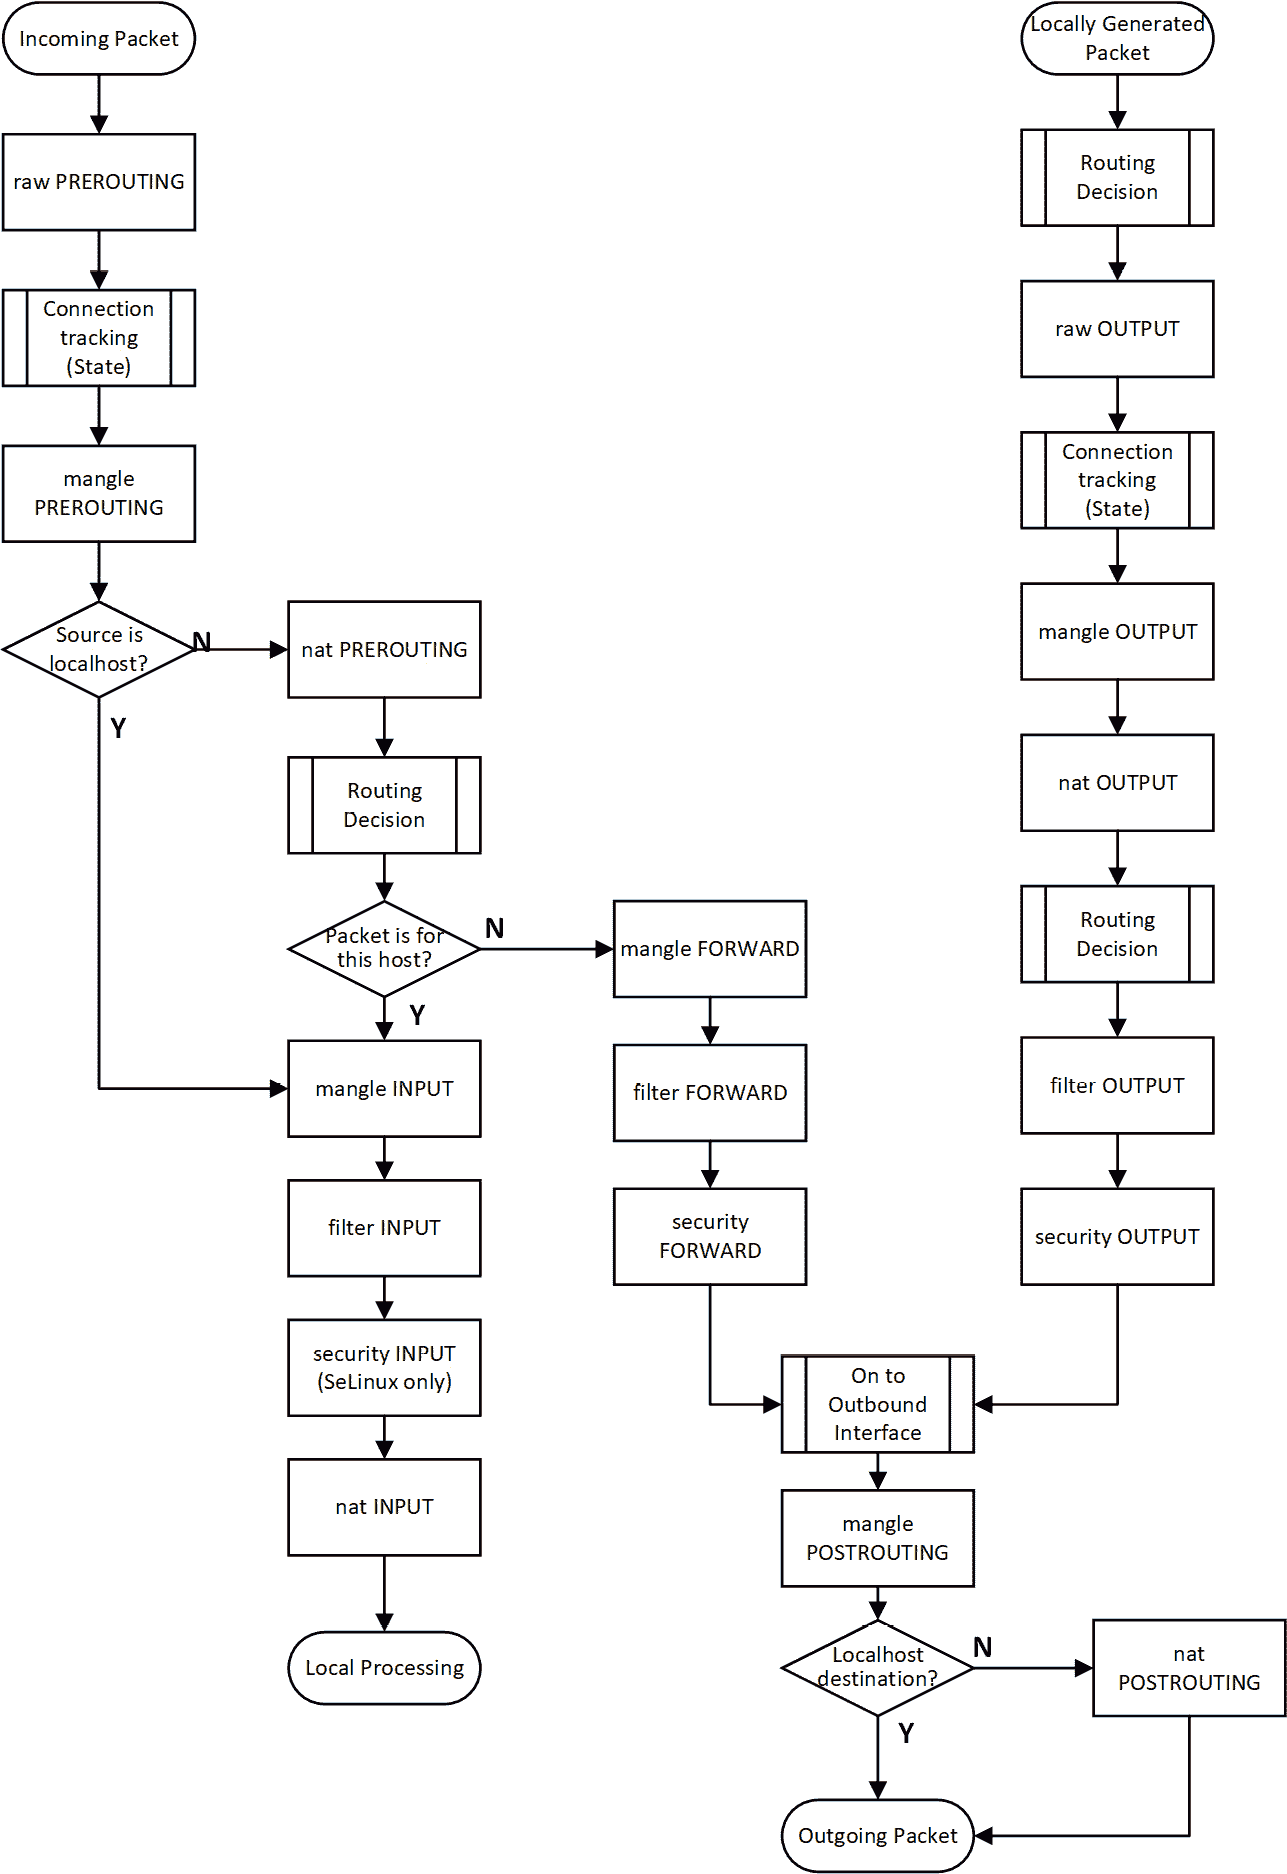 Incoming Packet
raw PREROUTING
Connection
tracking
(State)
mangle
PREROUTING
Source is
localhost?
N
Y
nat PREROUTING
Routing
Decision
Packet is for
this host?
N
Y
mangle INPUT
filter INPUT
security INPUT
(SeLinux only)
nat INPUT
Local Processing
mangle FORWARD
filter FORWARD
security
FORWARD
Locally Generated
Packet
Routing
Decision
raw OUTPUT
Connection
tracking
(State)
mangle OUTPUT
nat OUTPUT
Routing
Decision
filter OUTPUT
security OUTPUT
On to
Outbound
Interface
mangle
POSTROUTING
Localhost
destination?
N
Y
nat
POSTROUTING
Outgoing Packet